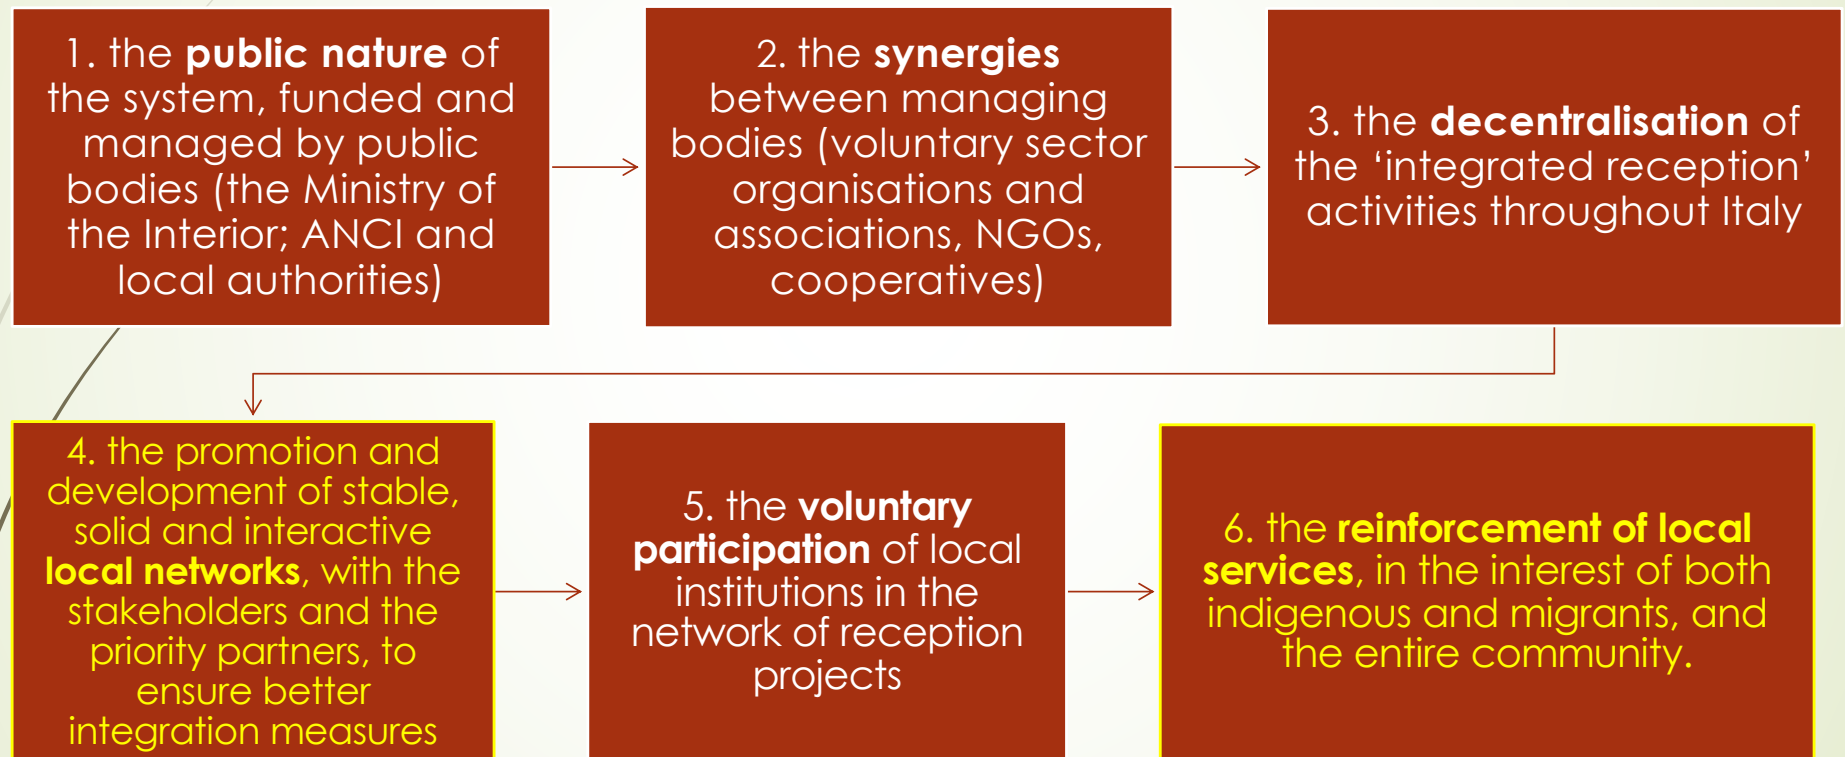 1. the public nature of
the system, funded and
managed by public
bodies (the Ministry of
the Interior; ANCI and
local authorities)
2. the synergies
between managing
bodies (voluntary sector
organisations and
associations, NGOs,
cooperatives)
3. the decentralisation of
the ‘integrated reception’
activities throughout Italy
4. the promotion and
development of stable,
solid and interactive
local networks, with the
stakeholders and the
priority partners, to
ensure better
integration measures
5. the voluntary
participation of local
institutions in the
network of reception
projects
6. the reinforcement of local
services, in the interest of both
indigenous and migrants, and
the entire community.